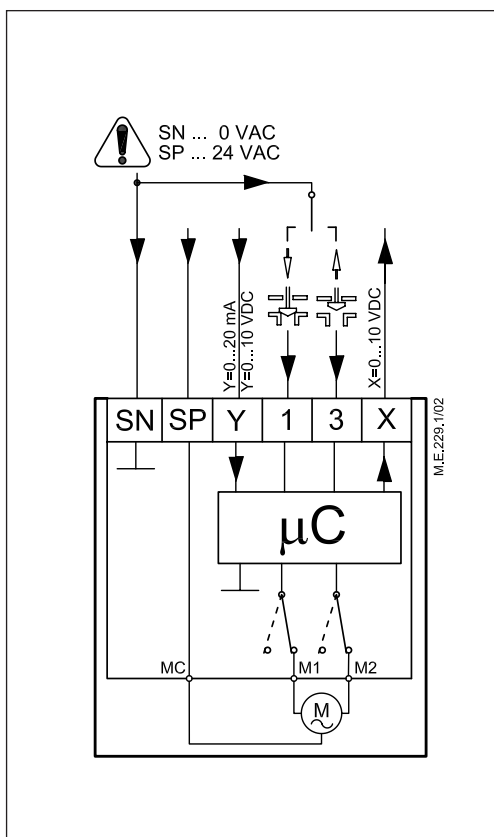 SN ... 0 VAC
SP ... 24 VAC
Y=0...20 mA
Y=0...10 VDC
X=0...10 VDC
SN SP Y 1 3 X
M.E.229.1/02
µC
MC M1 M2
M